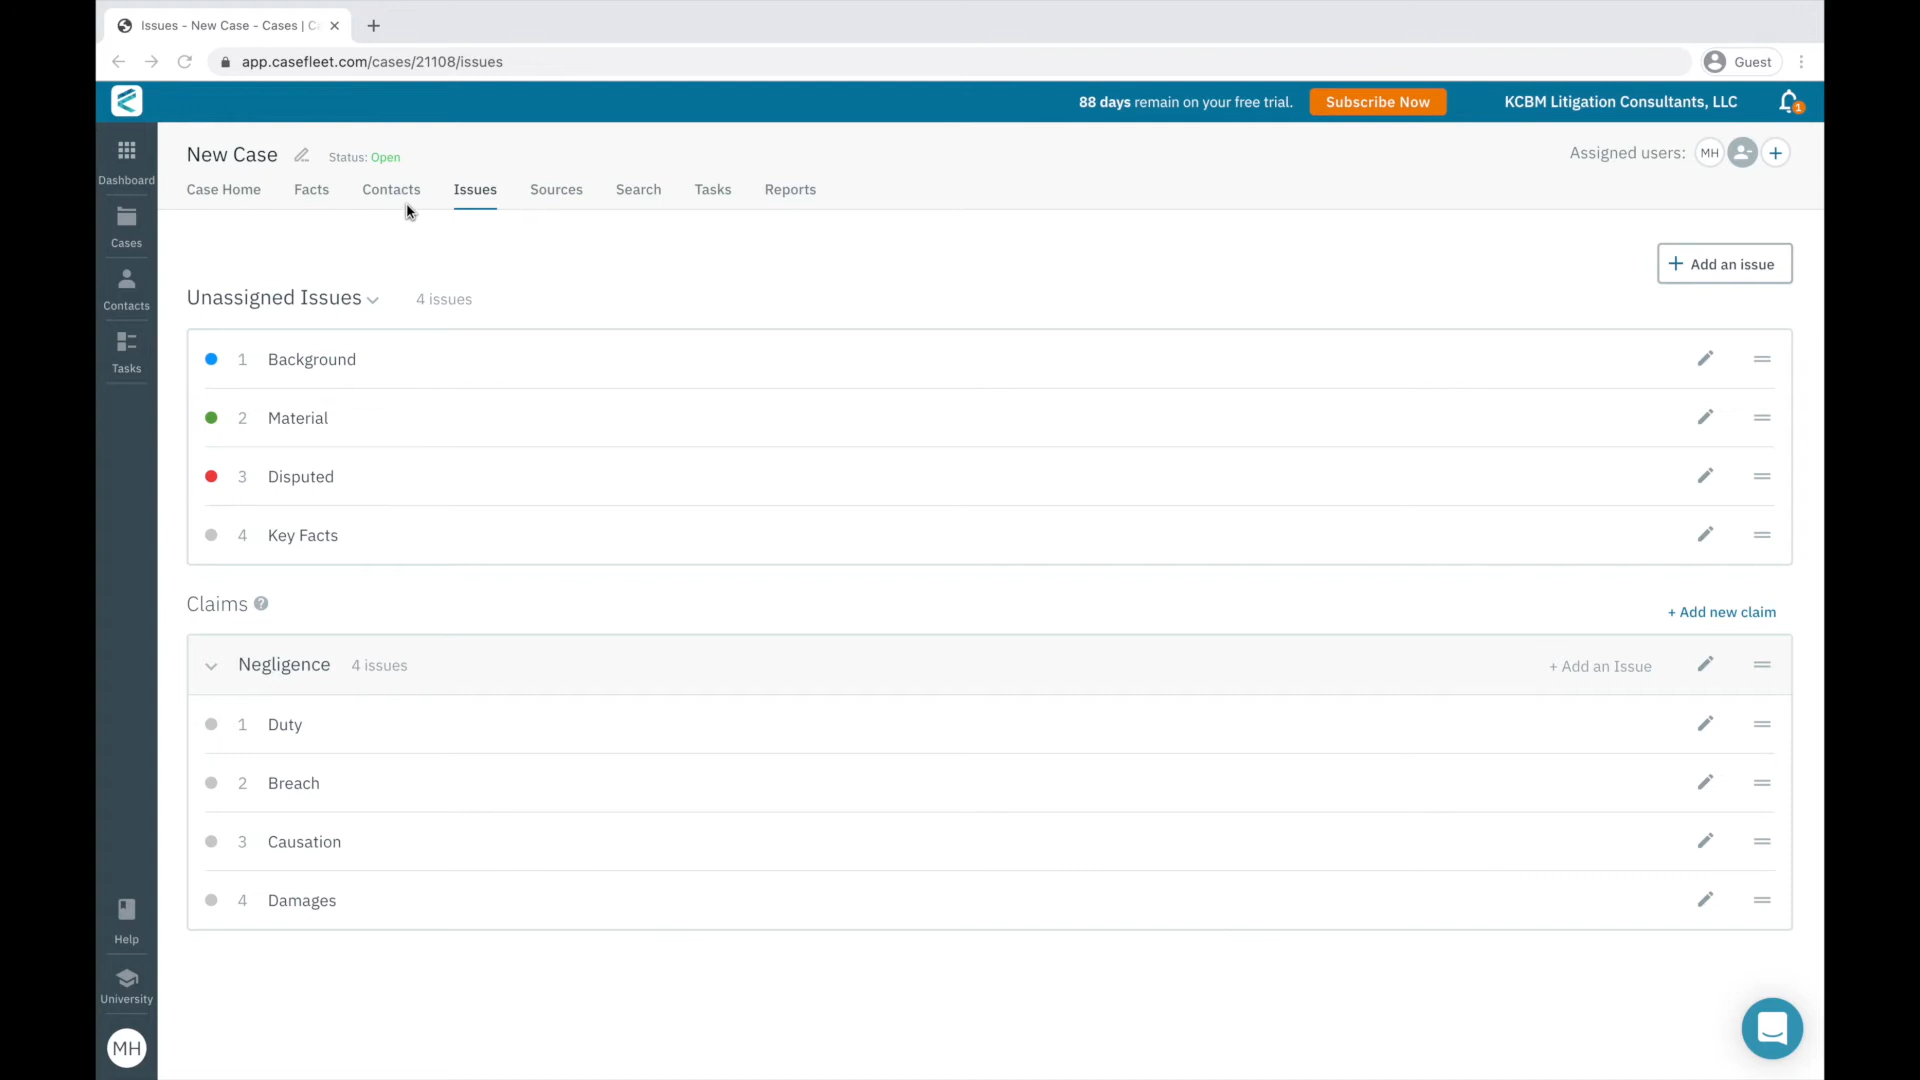 Issues - New Case - Cases | C
app.casefleet.com/cases/21108/issues
Guest
88 days remain on your free trial.
Subscribe Now
KCBM Litigation Consultants, LLC
1
New Case
Status: Open
Assigned users:
MH
Case Home
Facts
Contacts
Issues
Sources
Search
Tasks
Reports
Dashboard
Cases
Contacts
Tasks
Help
University
MH
+ Add an issue
Unassigned Issues
4 issues
1 Background
2 Material
3 Disputed
4 Key Facts
Claims ?
+ Add new claim
Negligence 4 issues
+ Add an Issue
1 Duty
2 Breach
3 Causation
4 Damages